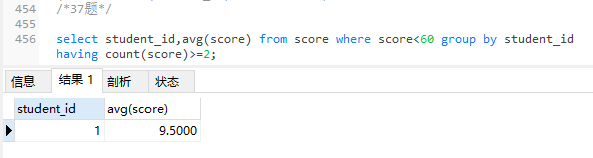 454 /*37题*/
455
456 select student_id,avg(score) from score where score<60 group by student_id
having count(score)>=2;
信息 结果 1 剖析 状态
student_id avg(score)
1 9.5000